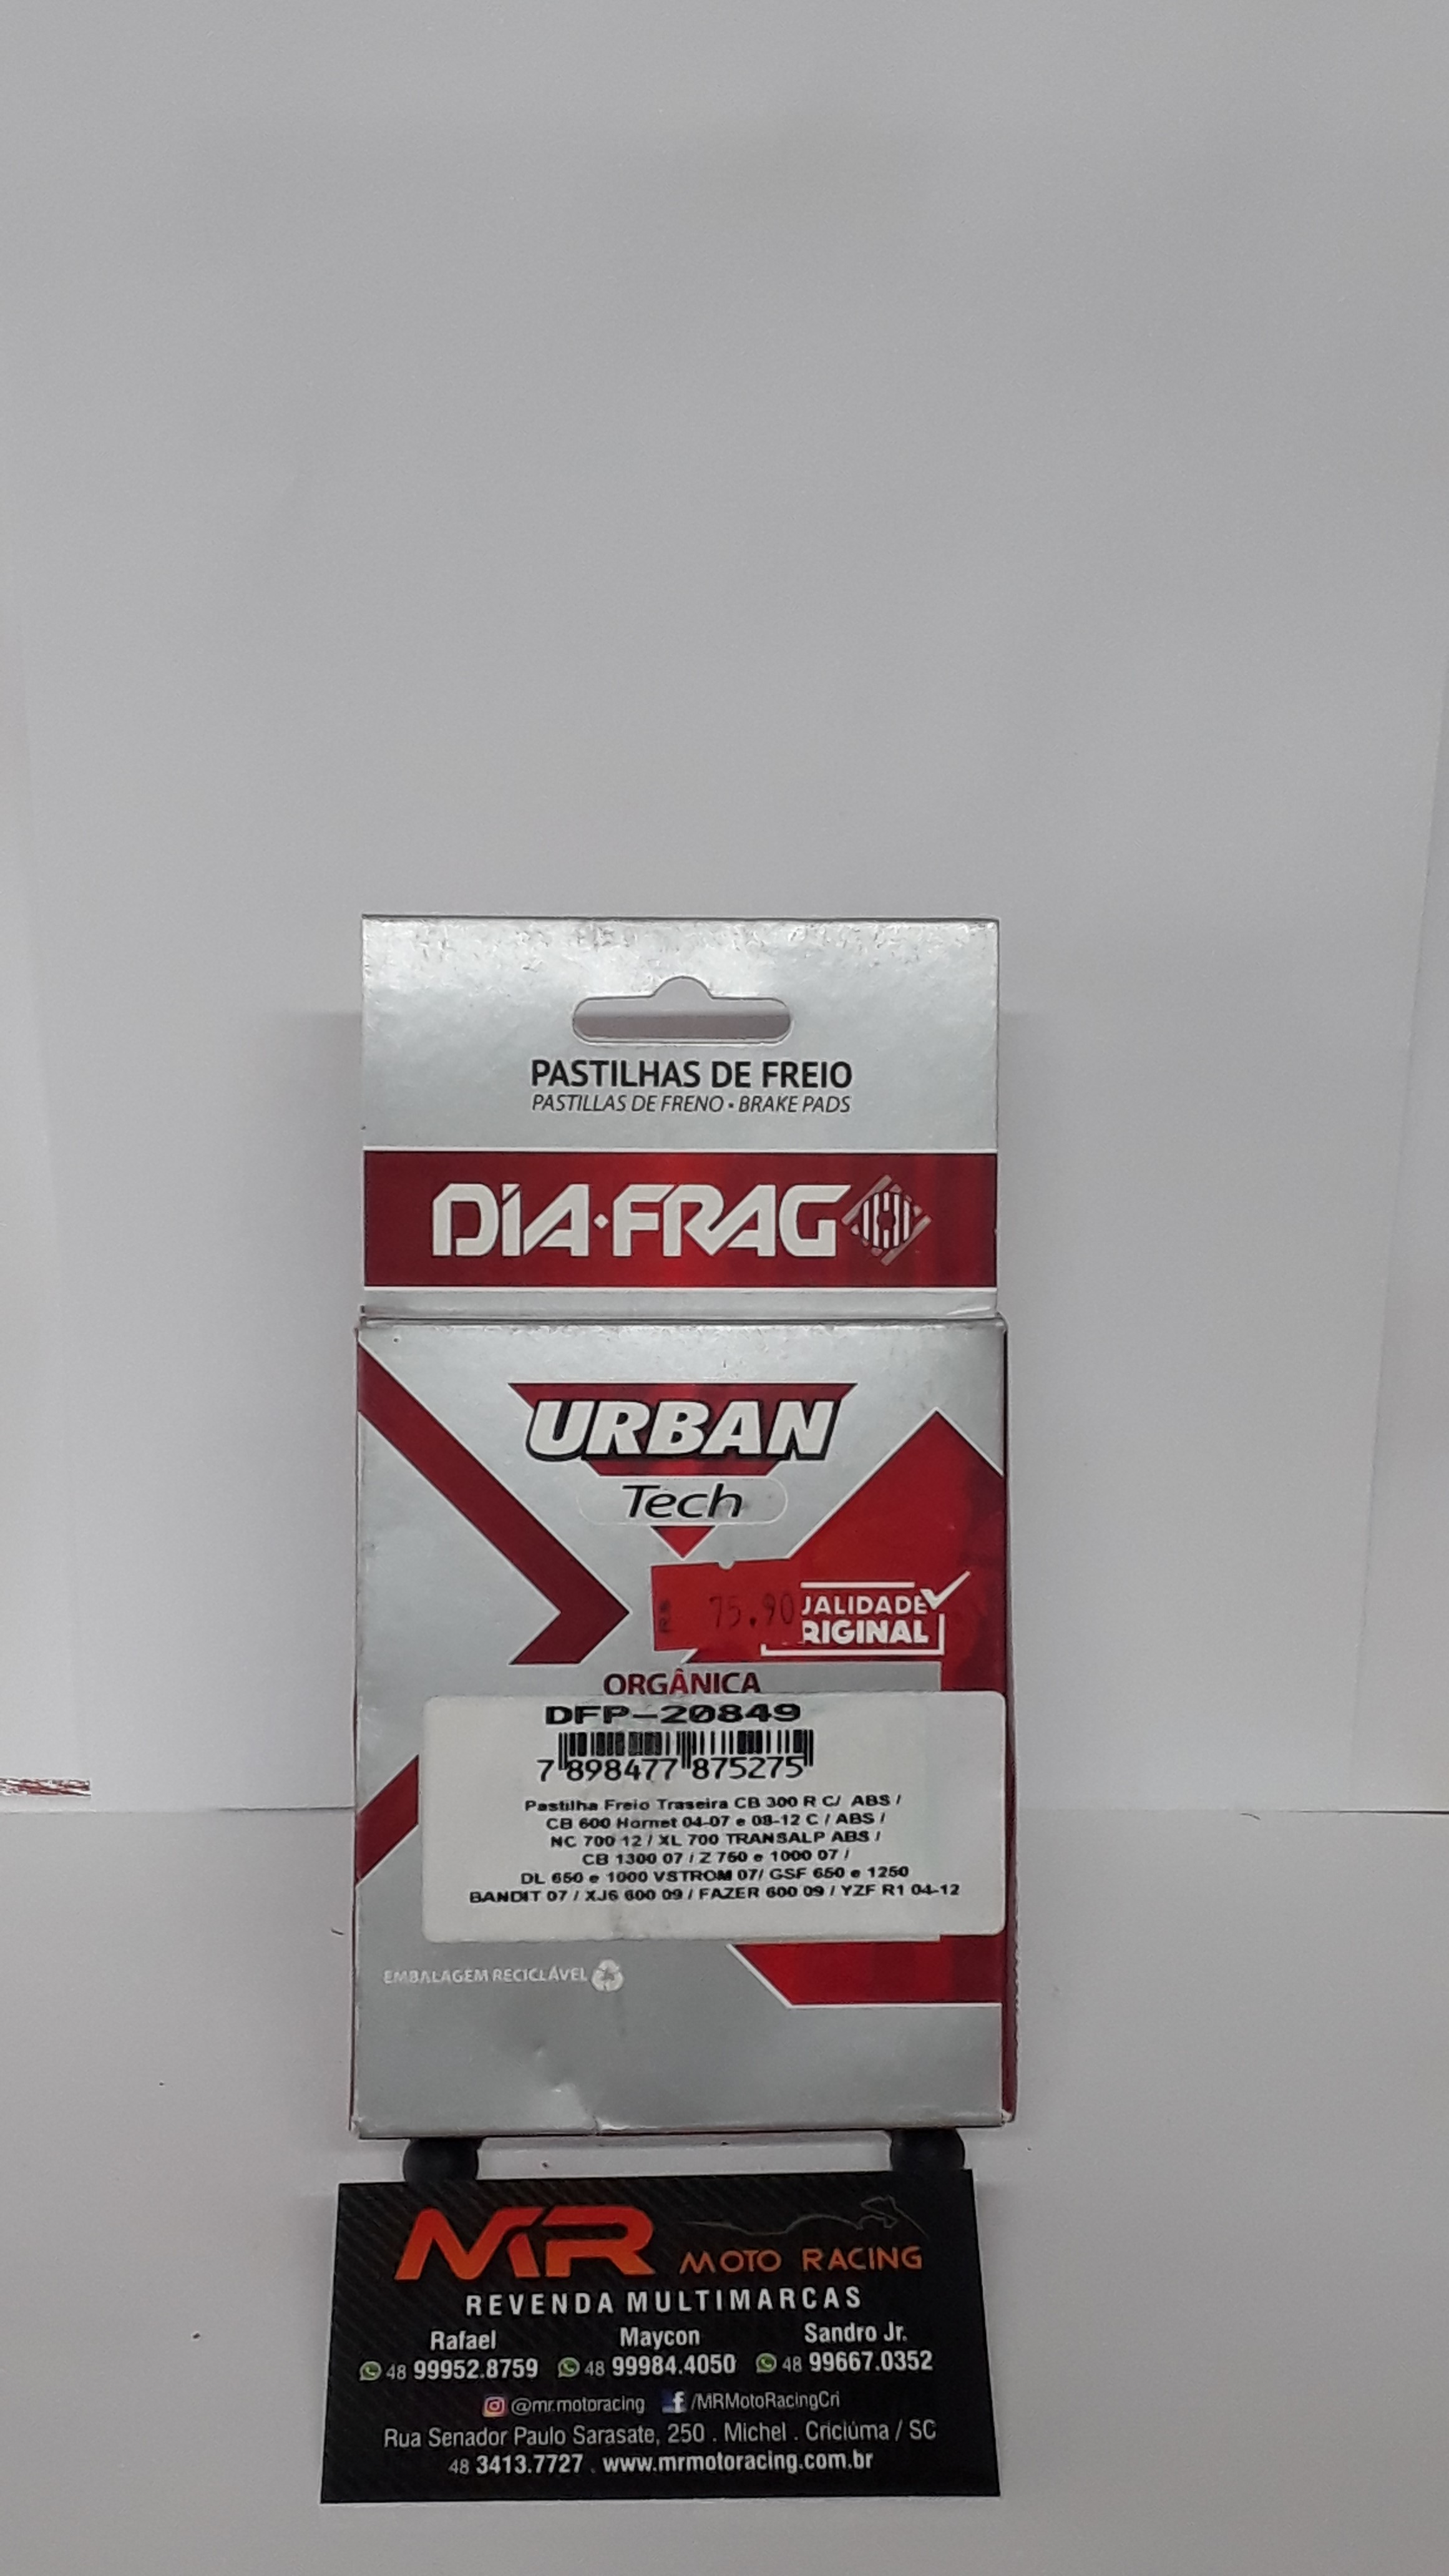 PASTILHAS DE FREIO
PASTILLAS DE FRENO • BRAKE PADS
DiA·FRAG
URBAN
Tech
R$ 75.90
UALIDADE
RIGINAL
ORGÂNICA
DFP-20849
7 898477 875275
Pastilha Freio Traseira CB 300 R C/ ABS /
CB 600 Hornet 04-07 e 08-12 C / ABS /
NC 700 12 / XL 700 TRANSALP ABS /
CB 1300 07 / Z 750 e 1000 07 /
DL 650 e 1000 VSTROM 07/ GSF 650 e 1250
BANDIT 07 / XJ6 600 09 / FAZER 600 09 / YZF R1 04-12
EMBALAGEM RECICLÁVEL
MR MOTO RACING
REVENDA MULTIMARCAS
Rafael Maycon Sandro Jr.
48 99952.8759 48 99984.4050 48 99667.0352
@mr.motoracing /MRMotoRacingCri
Rua Senador Paulo Sarasate, 250 . Michel . Criciúma / SC
48 3413.7727 . www.mrmotoracing.com.br